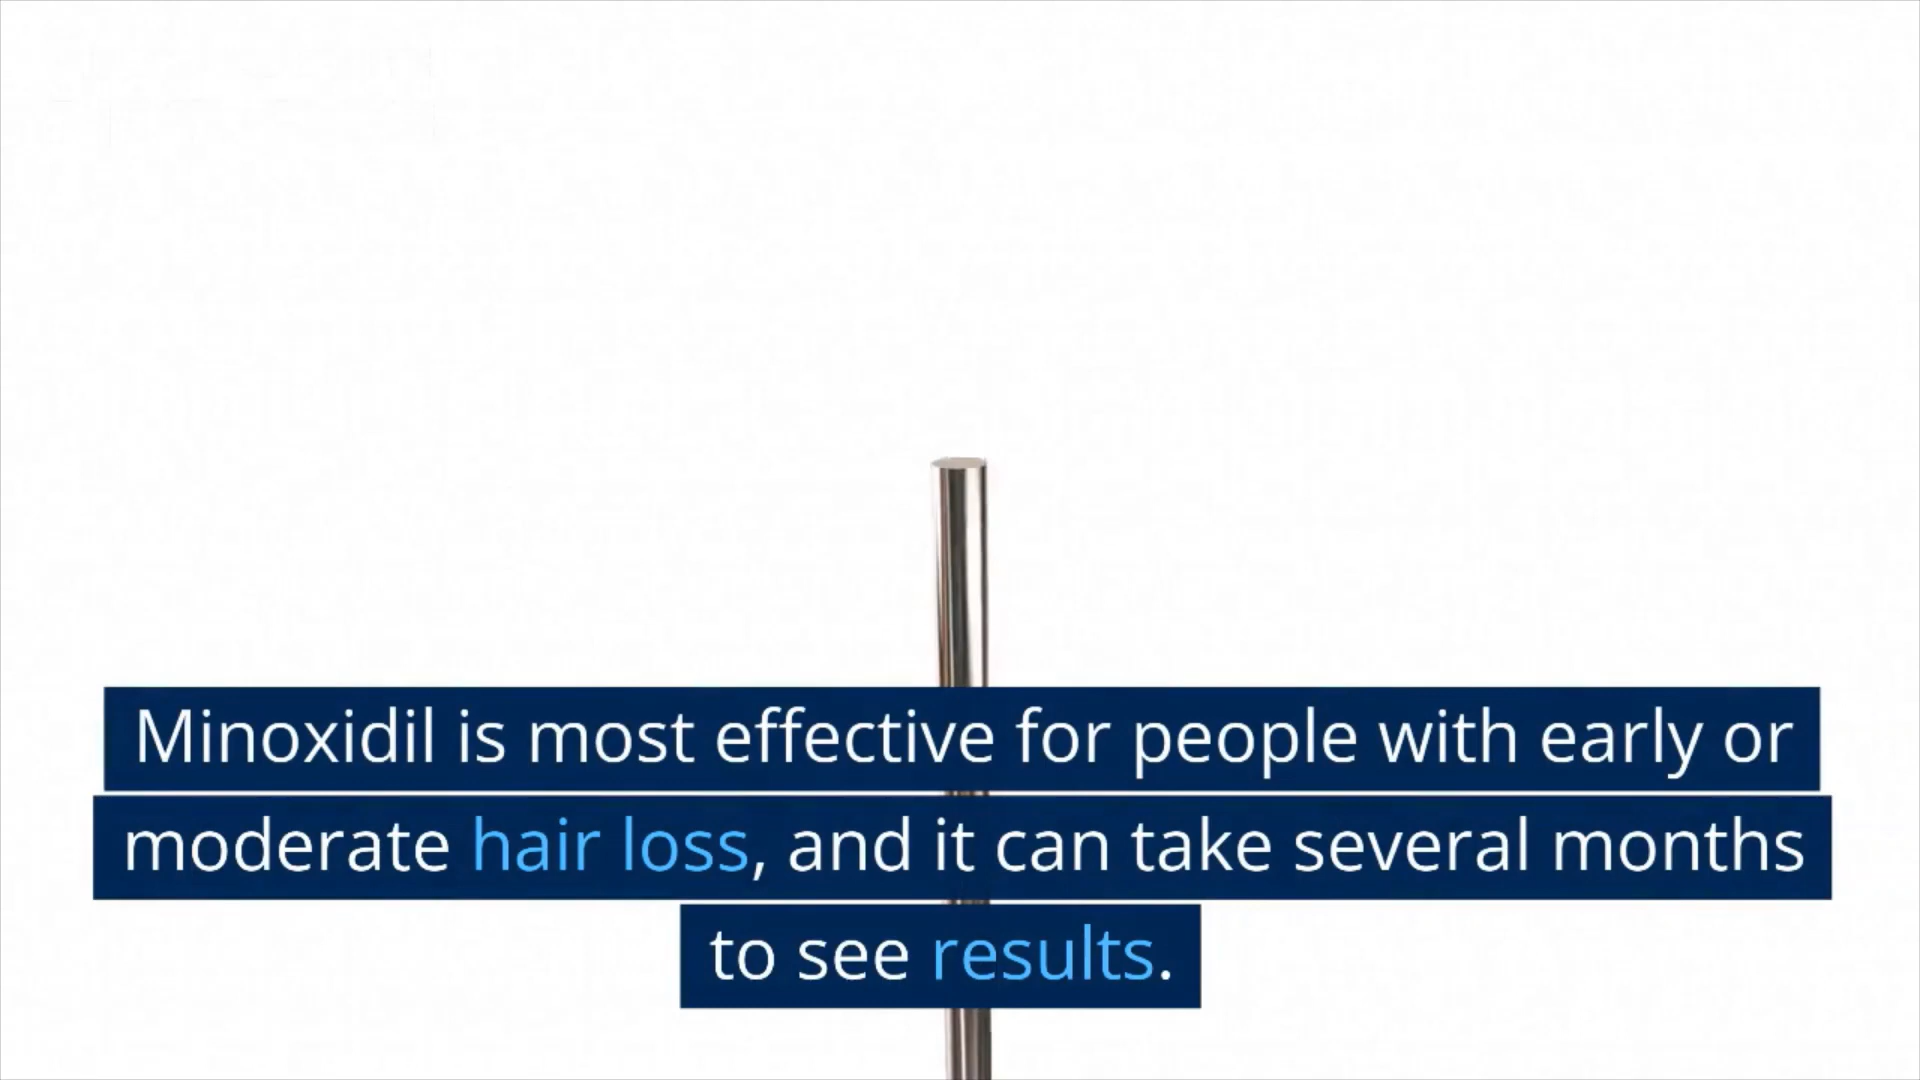 Minoxidil is most effective for people with early or
moderate hair loss, and it can take several months
to see results.